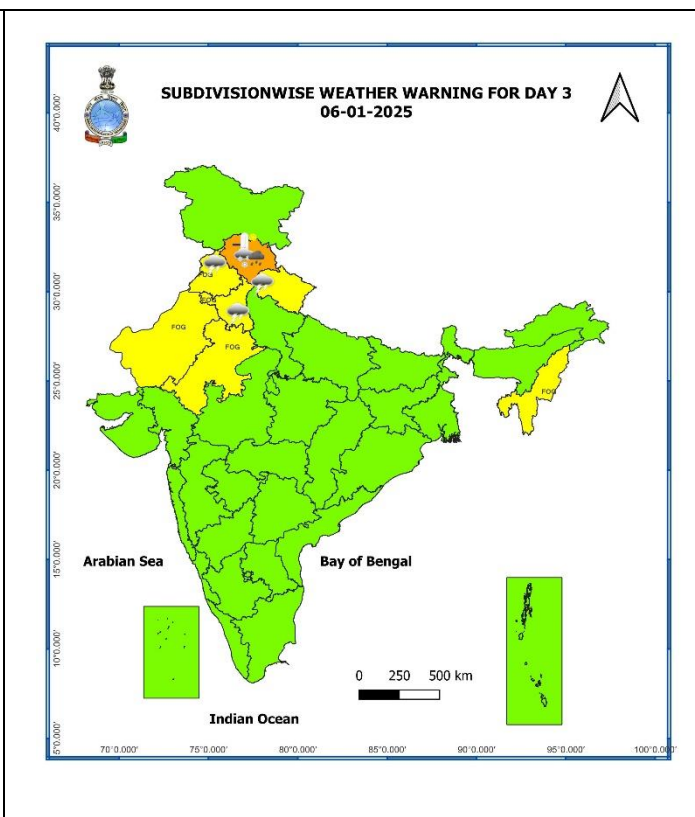 SUBDIVISIONWISE WEATHER WARNING FOR DAY 3
06-01-2025
40°0.000'
35°0.000'
30°0.000'
25°0.000'
20°0.000'
15°0.000'
10°0.000'
5°0.000'
FOG
FOG
FOG
Arabian Sea
Bay of Bengal
0 250 500 km
Indian Ocean
70°0.000' 75°0.000' 80°0.000' 85°0.000' 90°0.000' 95°0.000' 100°0.000'